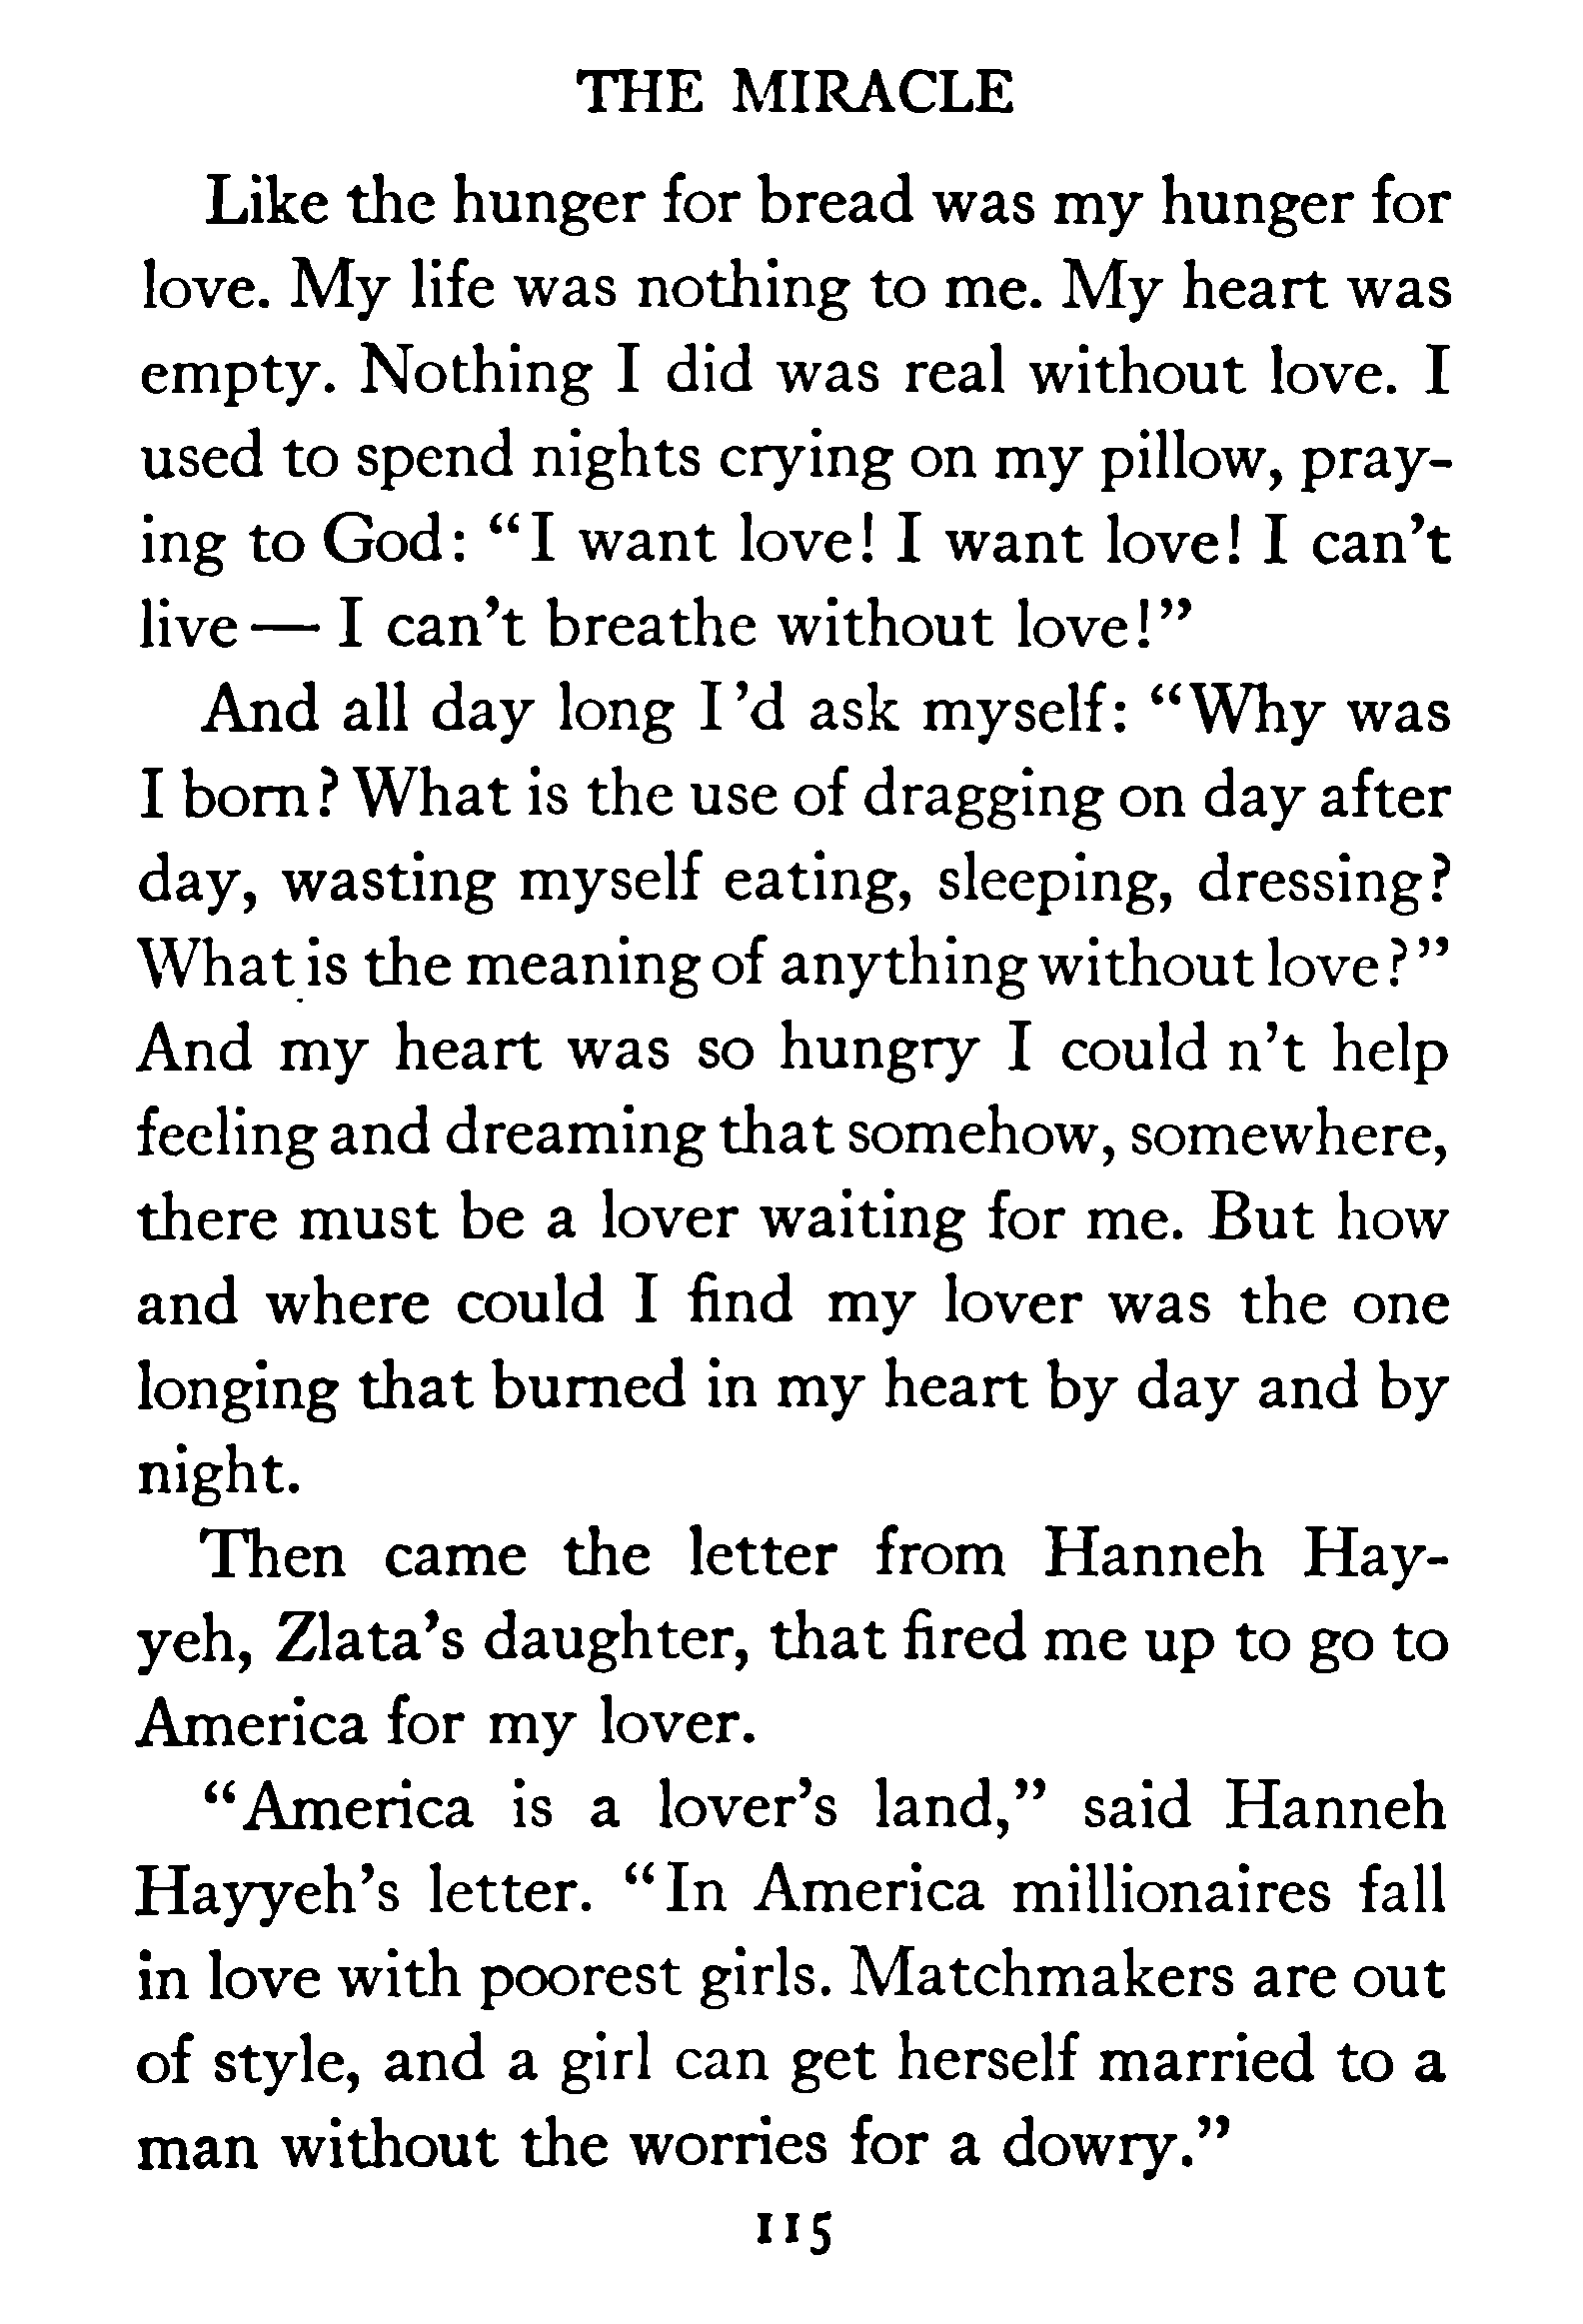 THE MIRACLE
Like the hunger for bread was my hunger for
love. My life was nothing to me. My heart was
empty. Nothing I did was real without love. I
used to spend nights crying on my pillow, pray-
ing to God: “I want love! I want love! I can’t
live — I can’t breathe without love!”
And all day long I ’d ask myself: “Why was
I born? What is the use of dragging on day after
day, wasting myself eating, sleeping, dressing?
What is the meaning of anything without love?”
And my heart was so hungry I could n’t help
feeling and dreaming that somehow, somewhere,
there must be a lover waiting for me. But how
and where could I find my lover was the one
longing that burned in my heart by day and by
night.
Then came the letter from Hanneh Hay-
yeh, Zlata’s daughter, that fired me up to go to
America for my lover.
“America is a lover’s land,” said Hanneh
Hayyeh’s letter. “In America millionaires fall
in love with poorest girls. Matchmakers are out
of style, and a girl can get herself married to a
man without the worries for a dowry.”
115